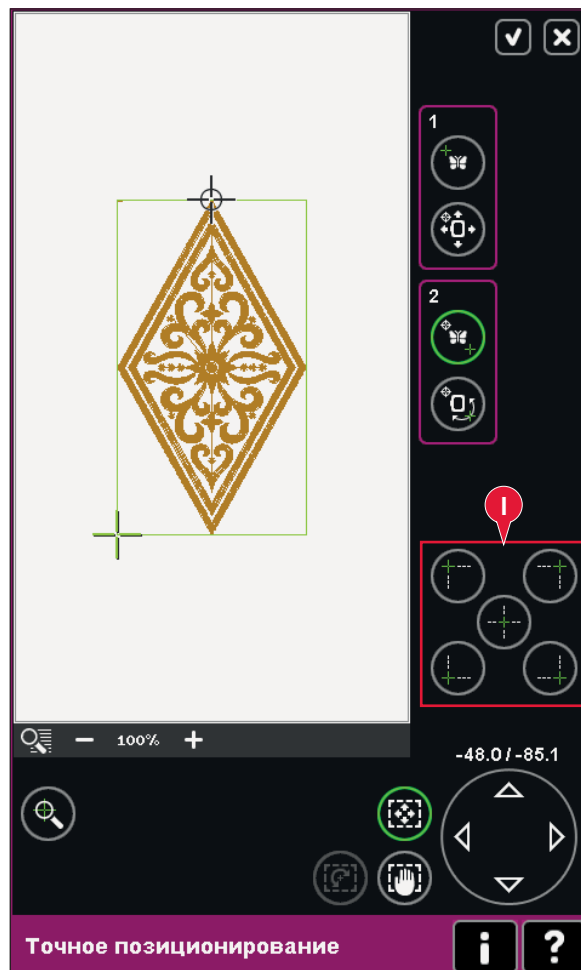 1
2
I
100%
-48.0/-85.1
Точное позиционирование
i ?